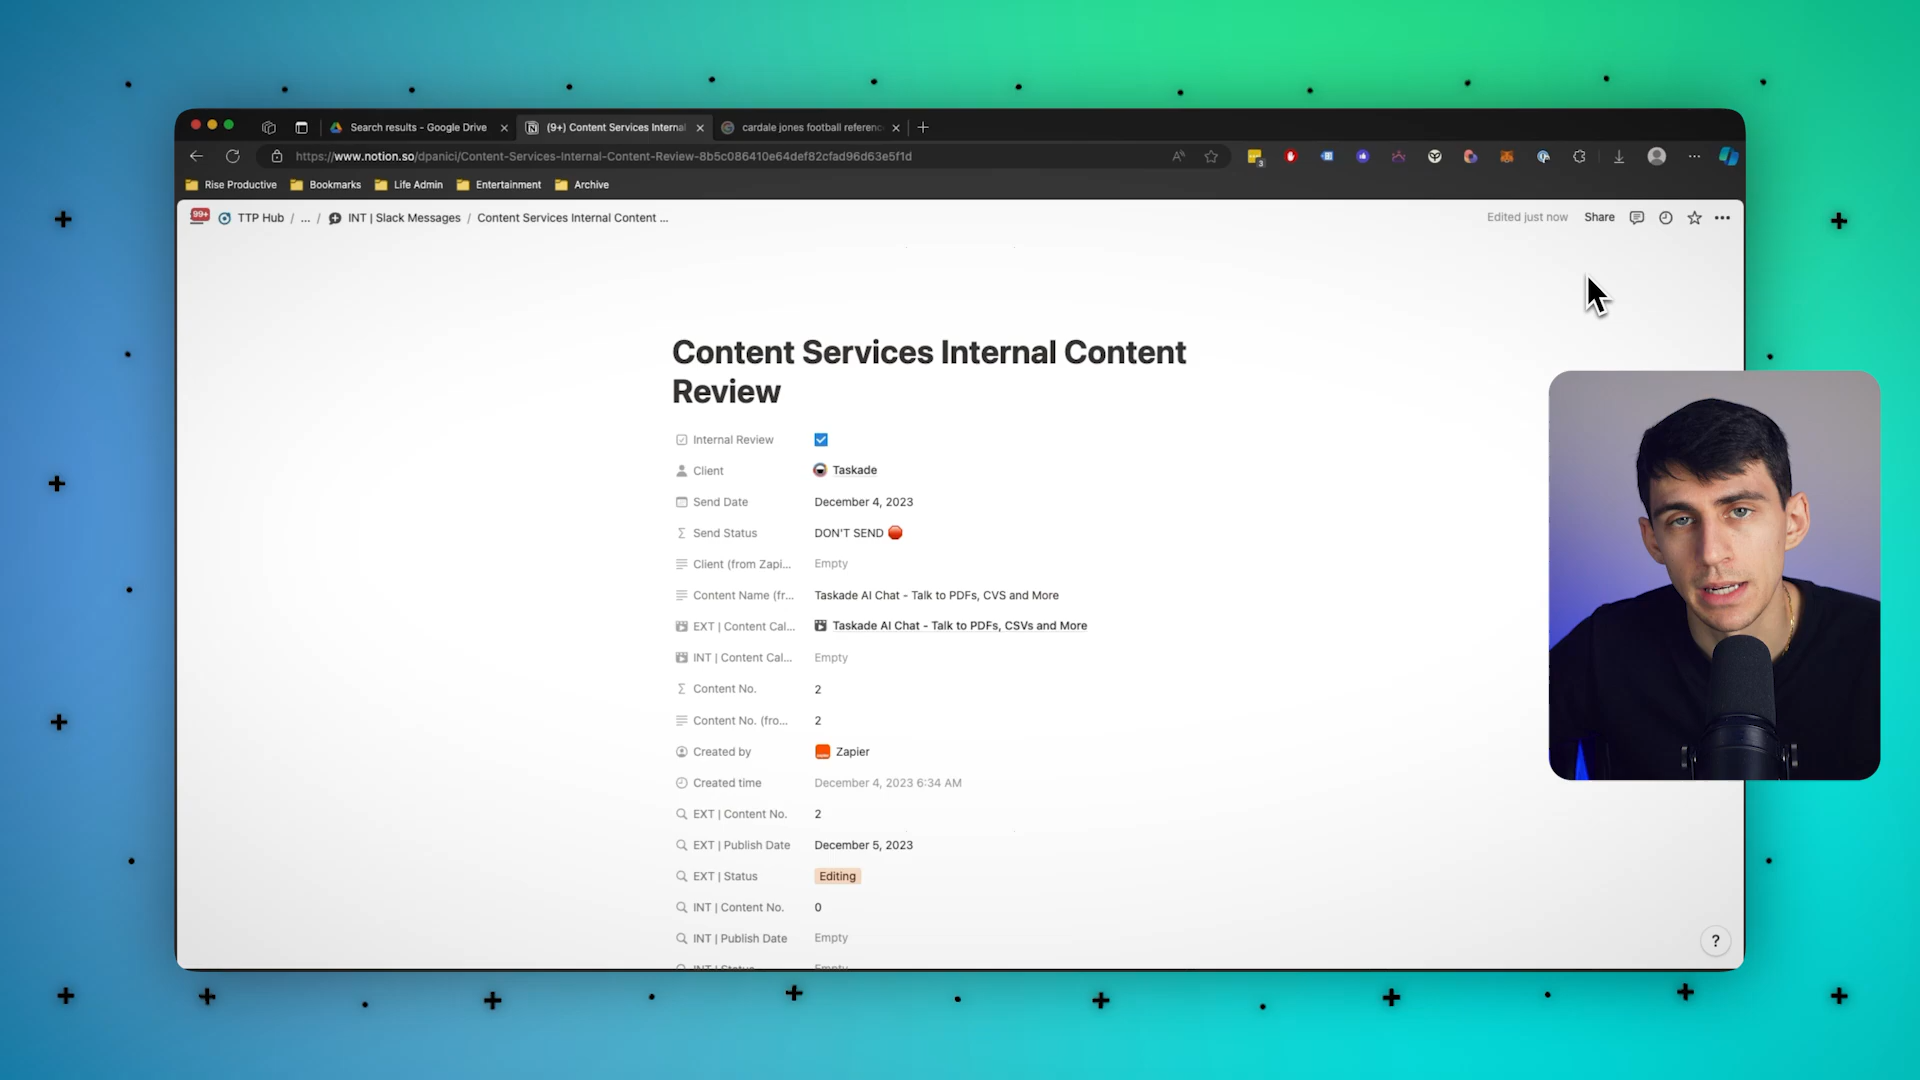 Search results - Google Drive
(9+) Content Services Internal
cardale jones football referenc
https://www.notion.so/dpanici/Content-Services-Internal-Content-Review-8b5c086410e64def82cfad96d63e5f1d
3
Rise Productive
Bookmarks
Life Admin
Entertainment
Archive
99+
TTP Hub / ... / INT | Slack Messages / Content Services Internal Content ...
Edited just now
Share
Content Services Internal Content
Review
Internal Review
Client Taskade
Send Date December 4, 2023
Send Status DON'T SEND
Client (from Zapi... Empty
Content Name (fr... Taskade AI Chat - Talk to PDFs, CVS and More
EXT | Content Cal... Taskade AI Chat - Talk to PDFs, CSVs and More
INT | Content Cal... Empty
Content No. 2
Content No. (fro... 2
Created by Zapier
Created time December 4, 2023 6:34 AM
EXT | Content No. 2
EXT | Publish Date December 5, 2023
EXT | Status Editing
INT | Content No. 0
INT | Publish Date Empty
INT | Status Empty
?